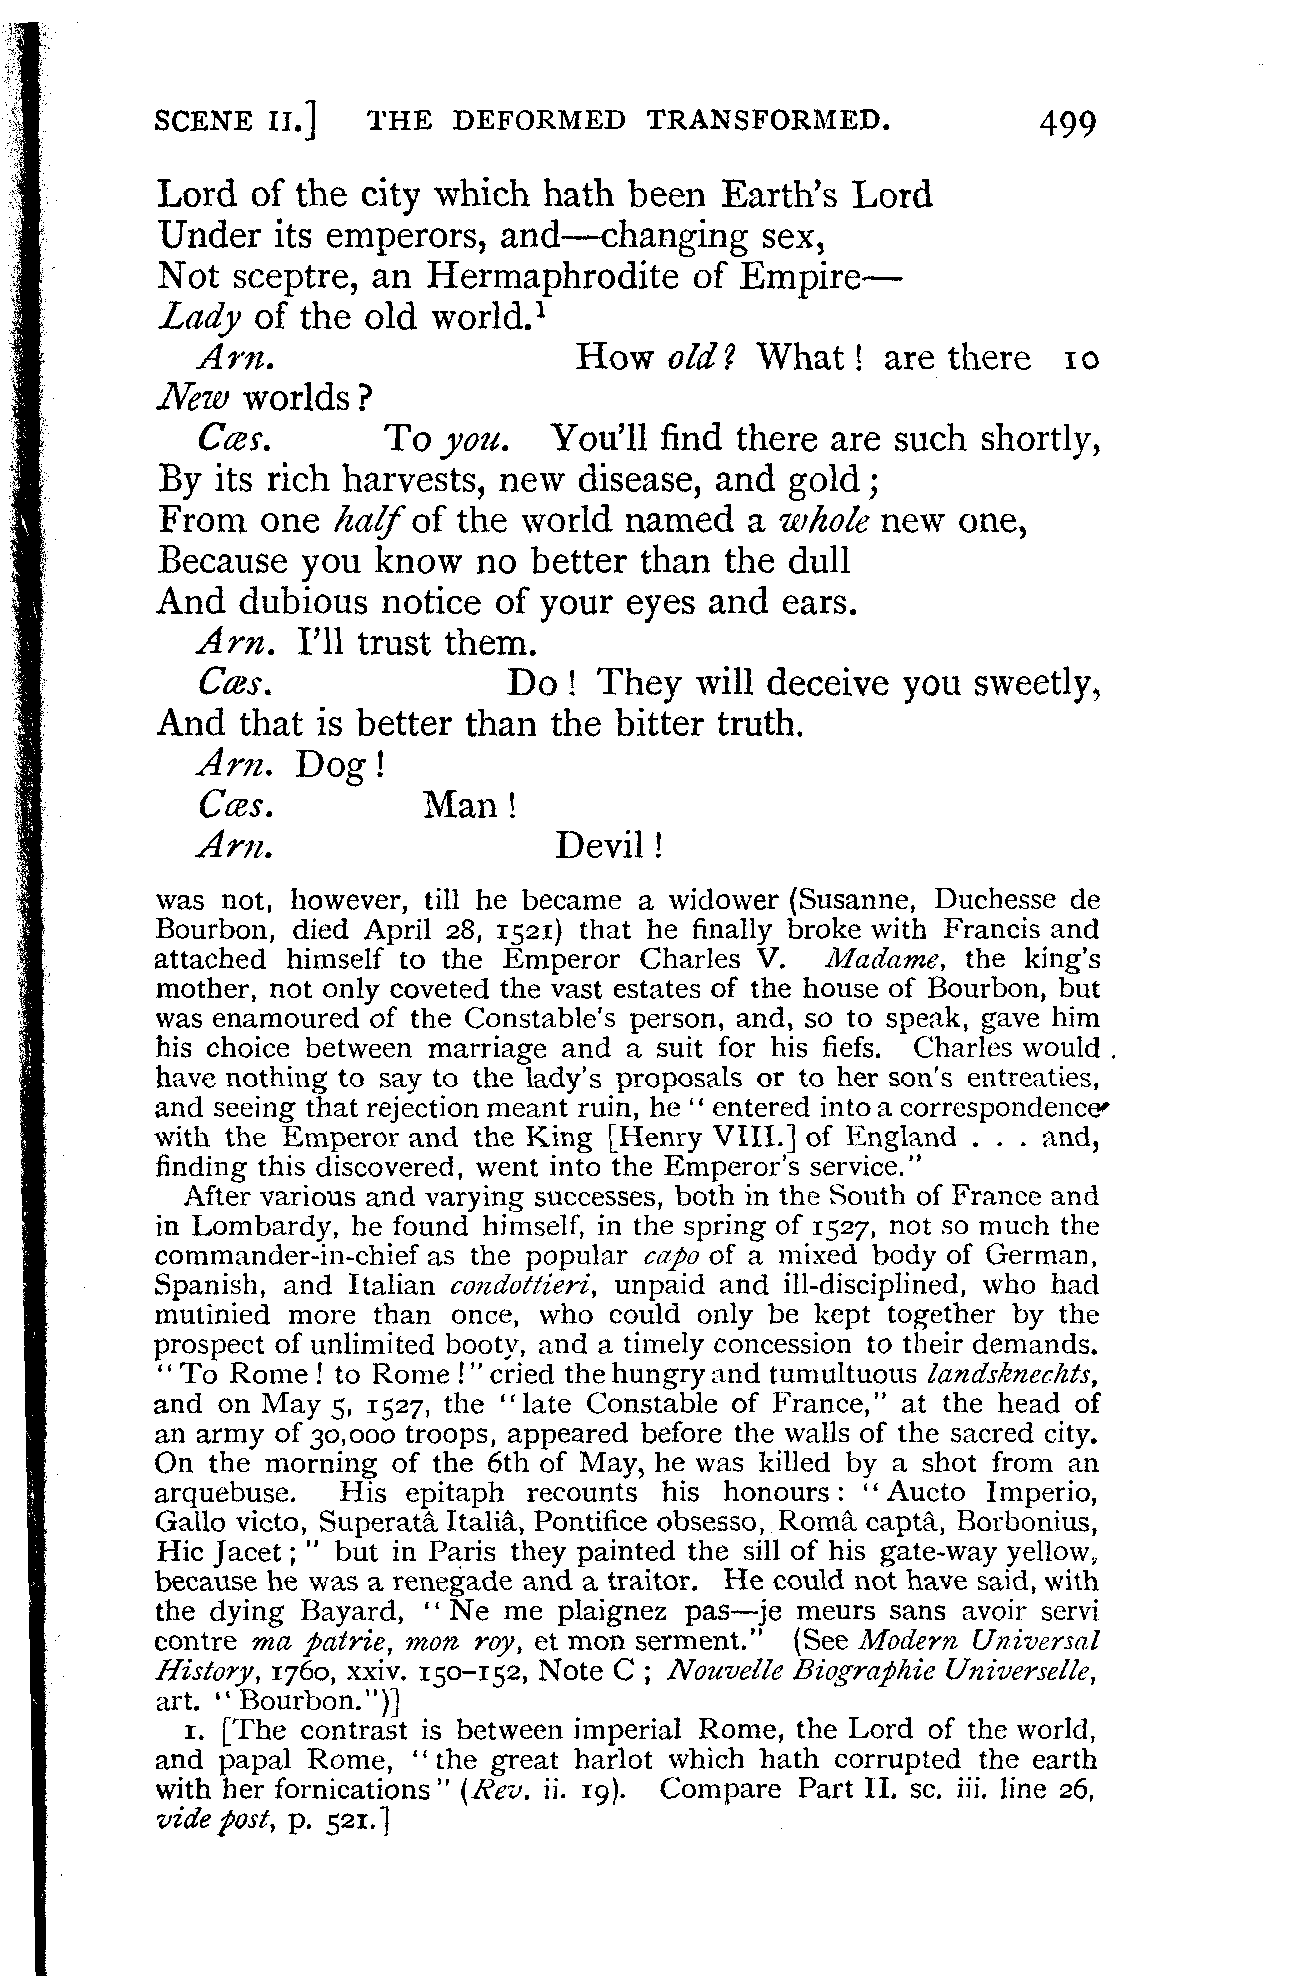 SCENE II.] THE DEFORMED TRANSFORMED. 499
Lord of the city which hath been Earth's Lord
Under its emperors, and—changing sex,
Not sceptre, an Hermaphrodite of Empire—
Lady of the old world.¹
Arn. How old? What! are there 10
New worlds?
Cæs. To you. You'll find there are such shortly,
By its rich harvests, new disease, and gold;
From one half of the world named a whole new one,
Because you know no better than the dull
And dubious notice of your eyes and ears.
Arn. I'll trust them.
Cæs. Do! They will deceive you sweetly,
And that is better than the bitter truth.
Arn. Dog!
Cæs. Man!
Arn. Devil!
was not, however, till he became a widower (Susanne, Duchesse de
Bourbon, died April 28, 1521) that he finally broke with Francis and
attached himself to the Emperor Charles V. Madame, the king's
mother, not only coveted the vast estates of the house of Bourbon, but
was enamoured of the Constable's person, and, so to speak, gave him
his choice between marriage and a suit for his fiefs. Charles would
have nothing to say to the lady's proposals or to her son's entreaties,
and seeing that rejection meant ruin, he "entered into a correspondence
with the Emperor and the King [Henry VIII.] of England . . . and,
finding this discovered, went into the Emperor's service."
After various and varying successes, both in the South of France and
in Lombardy, he found himself, in the spring of 1527, not so much the
commander-in-chief as the popular capo of a mixed body of German,
Spanish, and Italian condottieri, unpaid and ill-disciplined, who had
mutinied more than once, who could only be kept together by the
prospect of unlimited booty, and a timely concession to their demands.
"To Rome! to Rome!" cried the hungry and tumultuous landsknechts,
and on May 5, 1527, the "late Constable of France," at the head of
an army of 30,000 troops, appeared before the walls of the sacred city.
On the morning of the 6th of May, he was killed by a shot from an
arquebuse. His epitaph recounts his honours: "Aucto Imperio,
Gallo victo, Superatâ Italiâ, Pontifice obsesso, Româ captâ, Borbonius,
Hic Jacet;" but in Paris they painted the sill of his gate-way yellow,
because he was a renegade and a traitor. He could not have said, with
the dying Bayard, "Ne me plaignez pas—je meurs sans avoir servi
contre ma patrie, mon roy, et mon serment." (See Modern Universal
History, 1760, xxiv. 150-152, Note C; Nouvelle Biographie Universelle,
art. "Bourbon.")]
1. [The contrast is between imperial Rome, the Lord of the world,
and papal Rome, "the great harlot which hath corrupted the earth
with her fornications" (Rev. ii. 19). Compare Part II. sc. iii. line 26,
vide post, p. 521.]